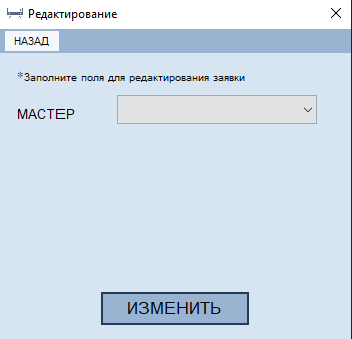 Редактирование
НАЗАД
*Заполните поля для редактирования заявки
МАСТЕР
ИЗМЕНИТЬ